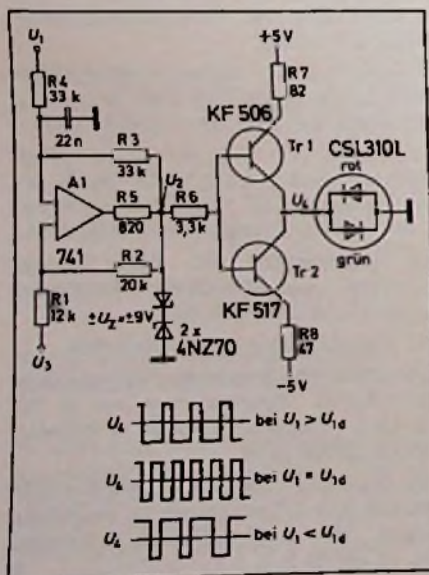 U₁
+5V
R4
33 k
R7
82
KF 506
22n
R3
33 k
Tr 1
CSL310L
rot
U₂
A1
R5
820
R6
3,3k
U₄
741
R2
20k
grün
Tr 2
KF 517
R1
12k
±U_Z=±9V
2 x
4NZ70
R8
47
U₃
-5V
U₄ bei U₁ > U₁d
U₄ bei U₁ = U₁d
U₄ bei U₁ < U₁d